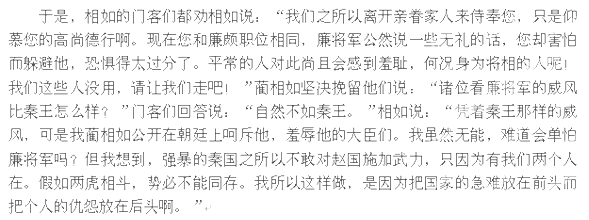 于是，相如的门客们都劝相如说：“我们之所以离开亲眷家人来侍奉您，只是仰
慕您的高尚德行啊。现在您和廉颇职位相同，廉将军公然说一些无礼的话，您却害怕
而躲避他，恐惧得太过分了。平常的人对此尚且会感到羞耻，何况身为将相的人呢！
我们这些人没用，请让我们走吧！”蔺相如坚决挽留他们说：“诸位看廉将军的威风
比秦王怎么样？”门客们回答说：“自然不如秦王。”相如说：“凭着秦王那样的威
风，可是我蔺相如公开在朝廷上呵斥他，羞辱他的大臣们。我虽然无能，难道会单怕
廉将军吗？但我想到，强暴的秦国之所以不敢对赵国施加武力，只因为有我们两个人
在。假如两虎相斗，势必不能同存。我所以这样做，是因为把国家的急难放在前头而
把个人的仇怨放在后头啊。”